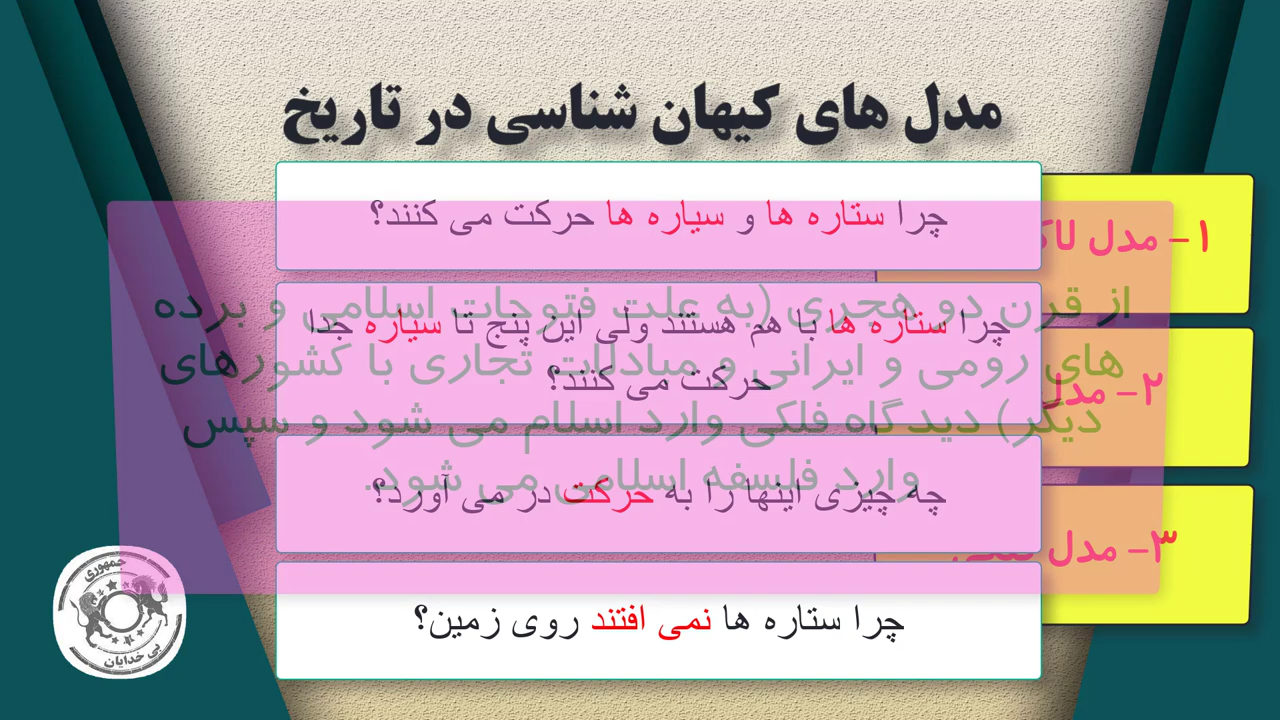 مدل های کیهان شناسی در تاریخ
چرا ستاره ها و سیاره ها حرکت می کنند؟
چرا ستاره ها با هم هستند ولی این پنج تا سیاره جدا
حرکت می کنند؟
چه چیزی اینها را به حرکت در می آورد؟
چرا ستاره ها نمی افتند روی زمین؟
از قرن دو هجری (به علت فتوحات اسلامی و برده
های رومی و ایرانی و مبادلات تجاری با کشورهای
دیگر) دیدگاه فلکی وارد اسلام می شود و سپس
وارد فلسفه اسلامی می شود.
۱- مدل
۲- مدل
۳- مدل
جمهوری
بی خدایان